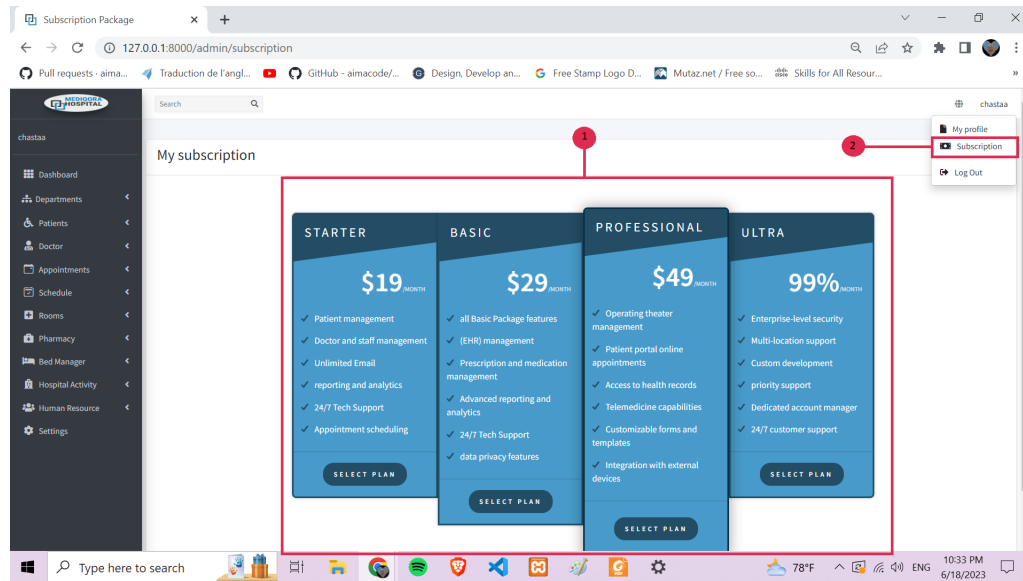 Subscription Package
127.0.0.1:8000/admin/subscription
Pull requests · aima...
Traduction de l'angl...
GitHub - aimacode/...
Design, Develop an...
Free Stamp Logo D...
Mutaz.net / Free so...
Skills for All Resour...
»
MEDIQORA
HOSPITAL
Search
chastaa
chastaa
My profile
Subscription
Log Out
1
2
My subscription
Dashboard
Departments
Patients
Doctor
Appointments
Schedule
Rooms
Pharmacy
Bed Manager
Hospital Activity
Human Resource
Settings
STARTER
$19/MONTH
Patient management
Doctor and staff management
Unlimited Email
reporting and analytics
24/7 Tech Support
Appointment scheduling
SELECT PLAN
BASIC
$29/MONTH
all Basic Package features
(EHR) management
Prescription and medication
management
Advanced reporting and
analytics
24/7 Tech Support
data privacy features
SELECT PLAN
PROFESSIONAL
$49/MONTH
Operating theater
management
Patient portal online
appointments
Access to health records
Telemedicine capabilities
Customizable forms and
templates
Integration with external
devices
SELECT PLAN
ULTRA
99%/MONTH
Enterprise-level security
Multi-location support
Custom development
priority support
Dedicated account manager
24/7 customer support
SELECT PLAN
Type here to search
78°F
ENG
10:33 PM
6/18/2023